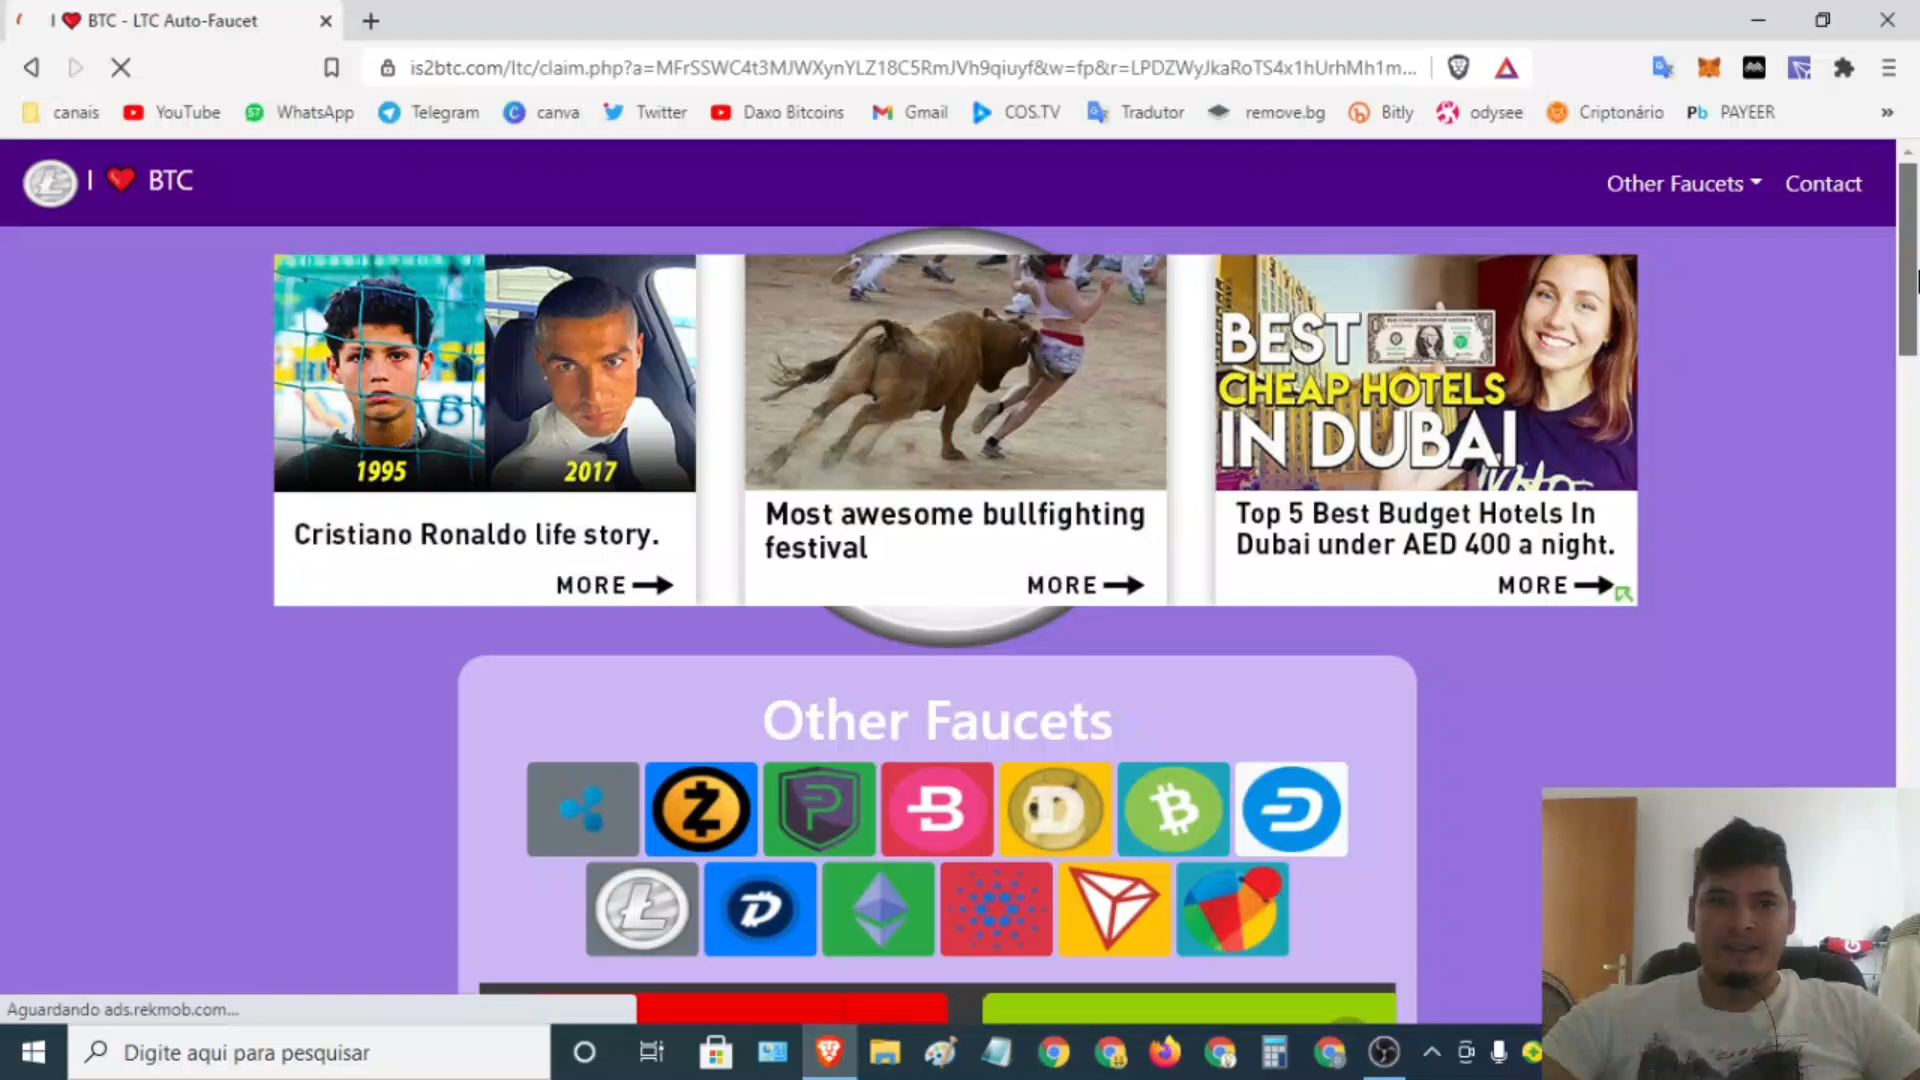 I ❤ BTC - LTC Auto-Faucet
is2btc.com/ltc/claim.php?a=MFrSSWC4t3MJWXynYLZ18C5RmJVh9qiuyf&w=fp&r=LPDZWyJkaRoTS4x1hUrhMh1m...
canais YouTube WhatsApp Telegram canva Twitter Daxo Bitcoins Gmail COS.TV Tradutor remove.bg Bitly odysee Criptonário Pb PAYEER »
I ❤ BTC
Other Faucets Contact
1995 2017
Cristiano Ronaldo life story.
MORE
Most awesome bullfighting
festival
MORE
BEST
CHEAP HOTELS
IN DUBAI
Top 5 Best Budget Hotels In
Dubai under AED 400 a night.
MORE
Other Faucets
Aguardando ads.rekmob.com...
Digite aqui para pesquisar